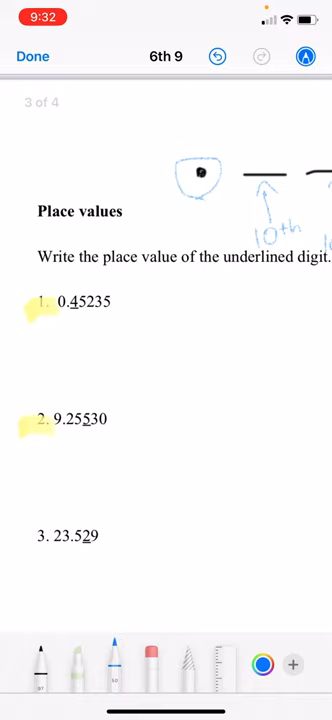 9:32
Done 6th 9
3 of 4
10th
Place values
Write the place value of the underlined digit.
1. 0.45235
2. 9.25530
3. 23.529